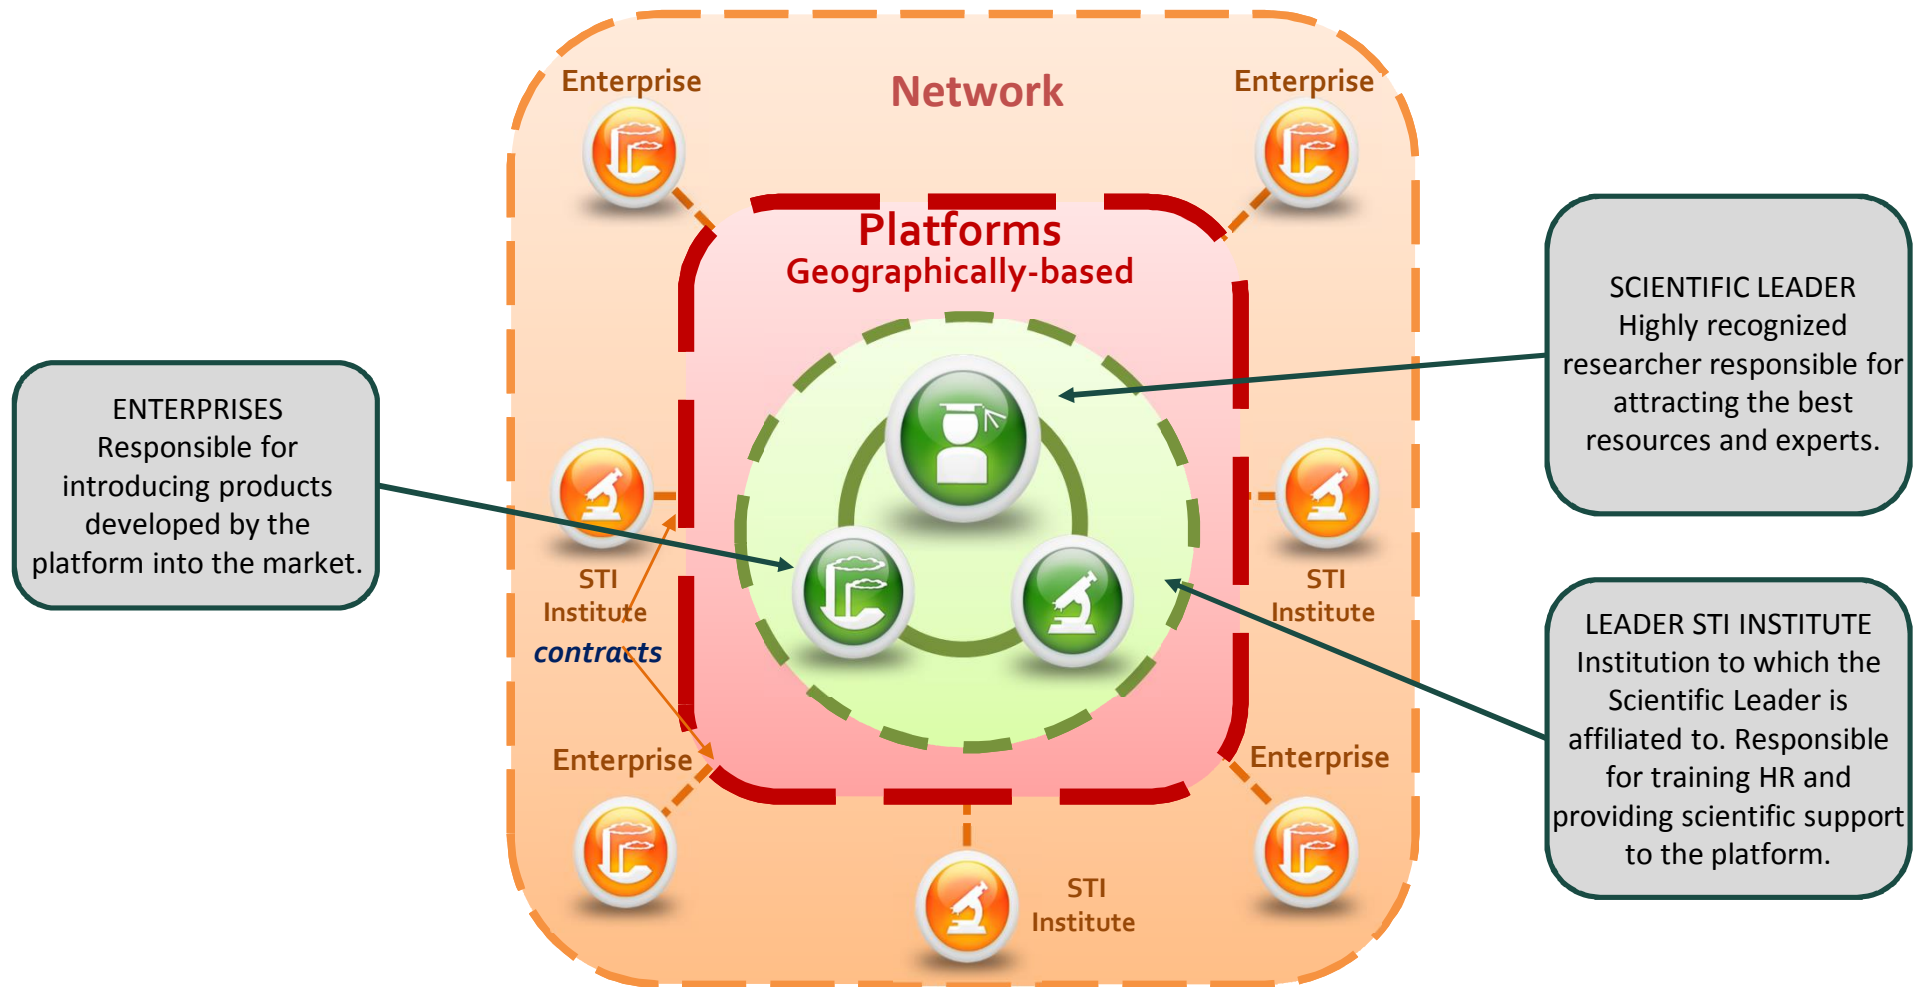 Enterprise
Network
Enterprise
Platforms
Geographically-based
SCIENTIFIC LEADER
Highly recognized
researcher responsible for
attracting the best
resources and experts.
ENTERPRISES
Responsible for
introducing products
developed by the
platform into the market.
STI
Institute
contracts
STI
Institute
LEADER STI INSTITUTE
Institution to which the
Scientific Leader is
affiliated to. Responsible
for training HR and
providing scientific support
to the platform.
Enterprise
Enterprise
STI
Institute